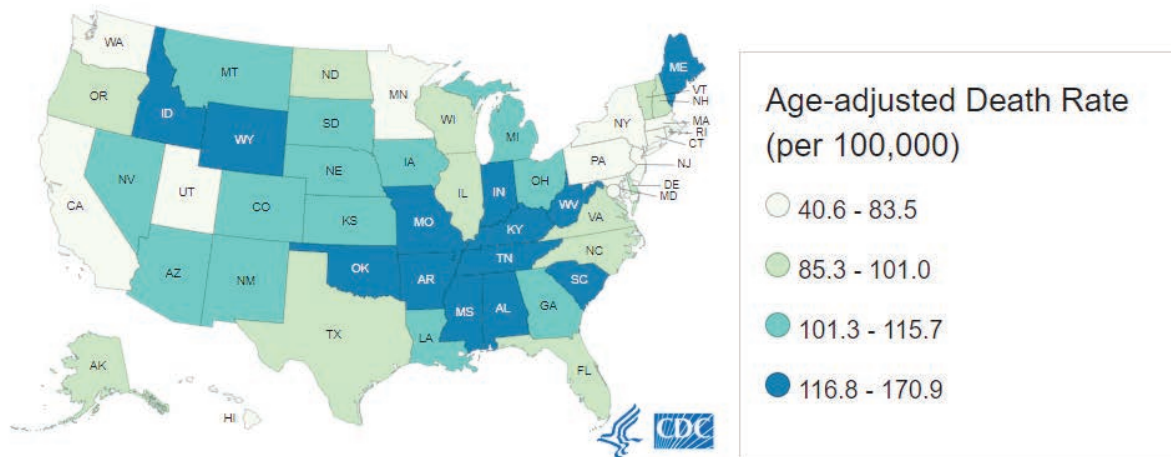 WA
MT
ND
MN
ME
VT
NH
OR
ID
SD
WI
NY
MA
RI
CT
WY
MI
IA
PA
NJ
NE
NV
UT
IL
IN
OH
DE
MD
CA
CO
WV
VA
KS
MO
KY
NC
TN
AZ
NM
OK
AR
SC
MS
AL
GA
TX
LA
FL
AK
HI
CDC
Age-adjusted Death Rate
(per 100,000)
40.6 - 83.5
85.3 - 101.0
101.3 - 115.7
116.8 - 170.9